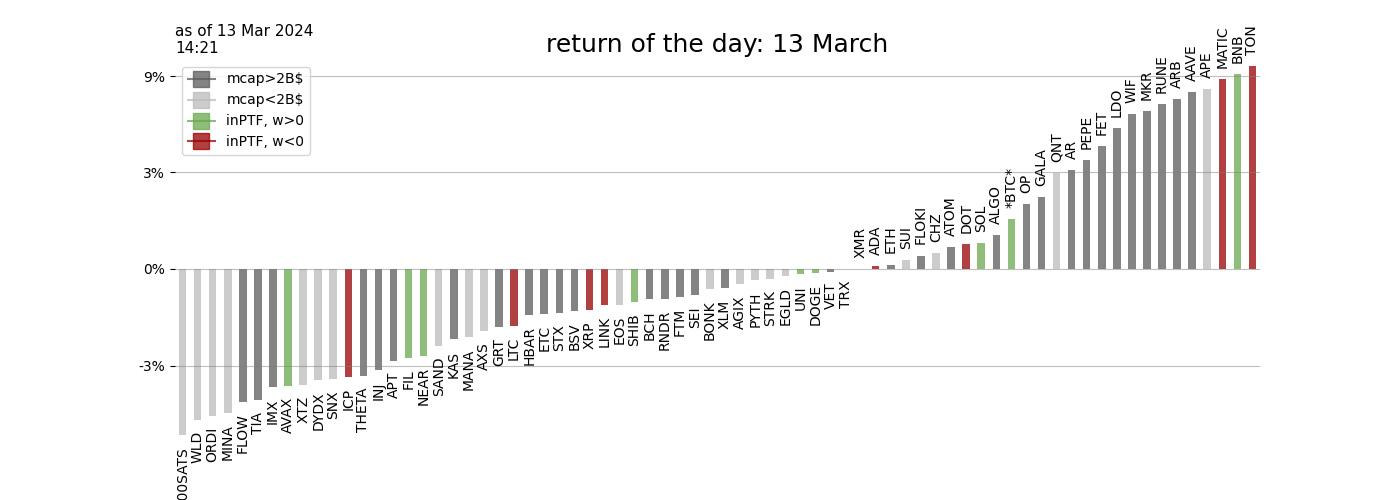 as of 13 Mar 2024
14:21
return of the day: 13 March
mcap>2B$
mcap<2B$
inPTF, w>0
inPTF, w<0
9%
3%
0%
-3%
00SATS
WLD
ORDI
MINA
FLOW
TIA
IMX
AVAX
XTZ
DYDX
SNX
ICP
THETA
INJ
APT
FIL
NEAR
SAND
KAS
MANA
AXS
GRT
LTC
HBAR
ETC
STX
BSV
XRP
LINK
EOS
SHIB
BCH
RNDR
FTM
SEI
BONK
XLM
AGIX
PYTH
STRK
EGLD
UNI
DOGE
VET
TRX
XMR
ADA
ETH
SUI
FLOKI
CHZ
ATOM
DOT
SOL
ALGO
*BTC*
OP
GALA
QNT
AR
PEPE
FET
LDO
WIF
MKR
RUNE
ARB
AAVE
APE
MATIC
BNB
TON